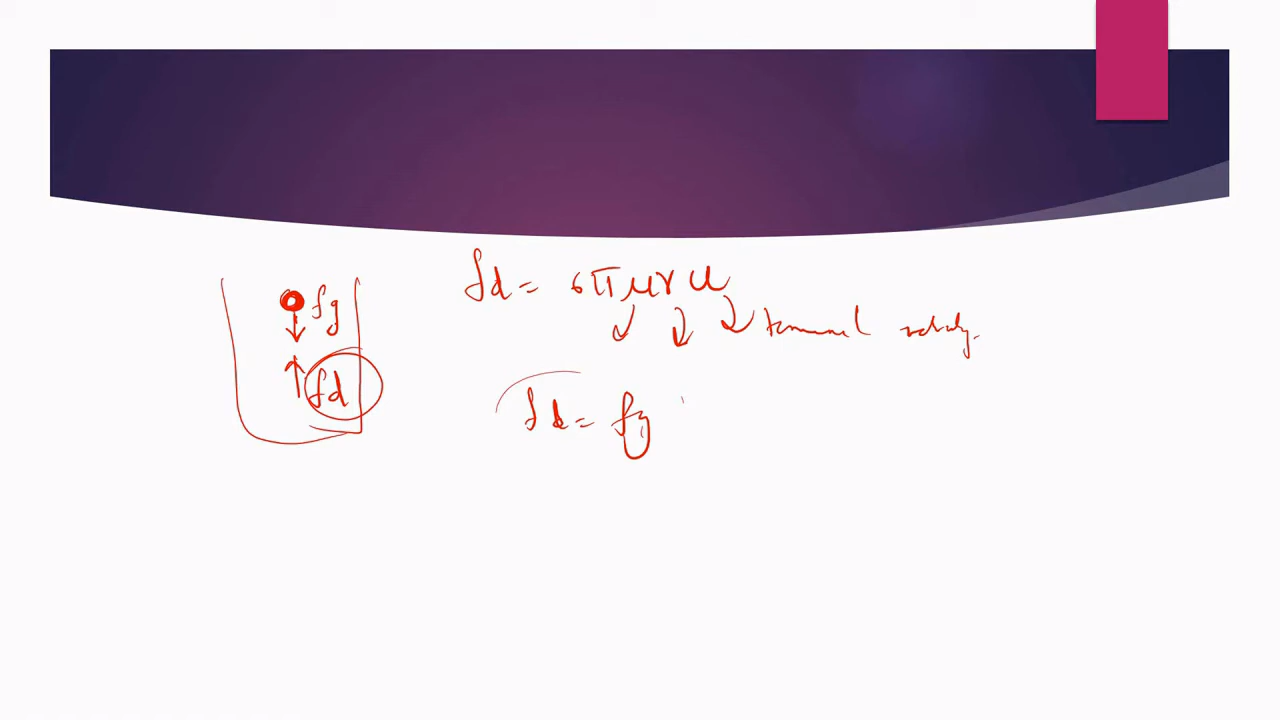 fd = 6πμru
fg
terminal velocity.
fd
fd = fg